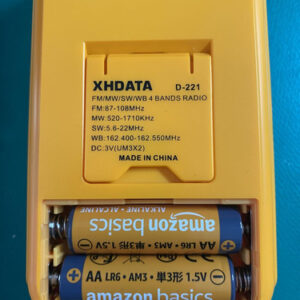 XHDATA D-221
FM/MW/SW/WB 4 BANDS RADIO
FM:87-108MHz
MW:520-1710KHz
SW:5.6-22MHz
WB:162.400-162.550MHz
DC:3V(UM3X2)
MADE IN CHINA
ALKALINE • ALCALINE
amazon basics
AA LR6 • AM3 • 単3形 1.5V
AA LR6 • AM3 • 単3形 1.5V
amazon basics